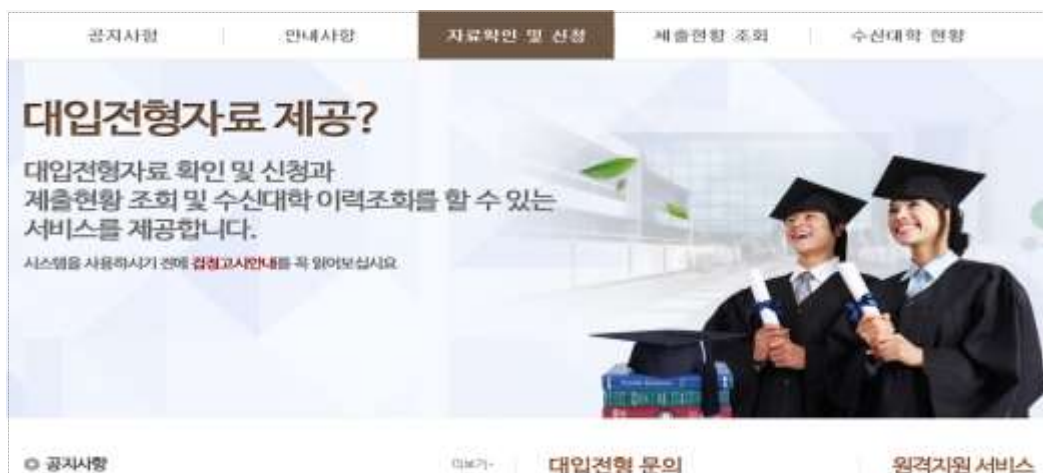 공지사항 안내사항 자료확인 및 신청 제출현황 조회 수신대학 현황
대입전형자료 제공?
대입전형자료 확인 및 신청과
제출현황 조회 및 수신대학 이력조회를 할 수 있는
서비스를 제공합니다.
시스템을 사용하시기 전에 검정고시안내를 꼭 읽어보십시요
공지사항 더보기+ 대입전형 문의 원격지원 서비스